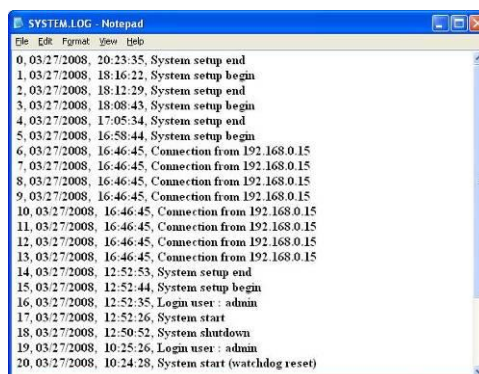 SYSTEM.LOG - Notepad
File Edit Format View Help
0, 03/27/2008, 20:23:35, System setup end
1, 03/27/2008, 18:16:22, System setup begin
2, 03/27/2008, 18:12:29, System setup end
3, 03/27/2008, 18:08:43, System setup begin
4, 03/27/2008, 17:05:34, System setup end
5, 03/27/2008, 16:58:44, System setup begin
6, 03/27/2008, 16:46:45, Connection from 192.168.0.15
7, 03/27/2008, 16:46:45, Connection from 192.168.0.15
8, 03/27/2008, 16:46:45, Connection from 192.168.0.15
9, 03/27/2008, 16:46:45, Connection from 192.168.0.15
10, 03/27/2008, 16:46:45, Connection from 192.168.0.15
11, 03/27/2008, 16:46:45, Connection from 192.168.0.15
12, 03/27/2008, 16:46:45, Connection from 192.168.0.15
13, 03/27/2008, 16:46:45, Connection from 192.168.0.15
14, 03/27/2008, 12:52:53, System setup end
15, 03/27/2008, 12:52:44, System setup begin
16, 03/27/2008, 12:52:35, Login user : admin
17, 03/27/2008, 12:52:26, System start
18, 03/27/2008, 12:50:52, System shutdown
19, 03/27/2008, 10:25:26, Login user : admin
20, 03/27/2008, 10:24:28, System start (watchdog reset)